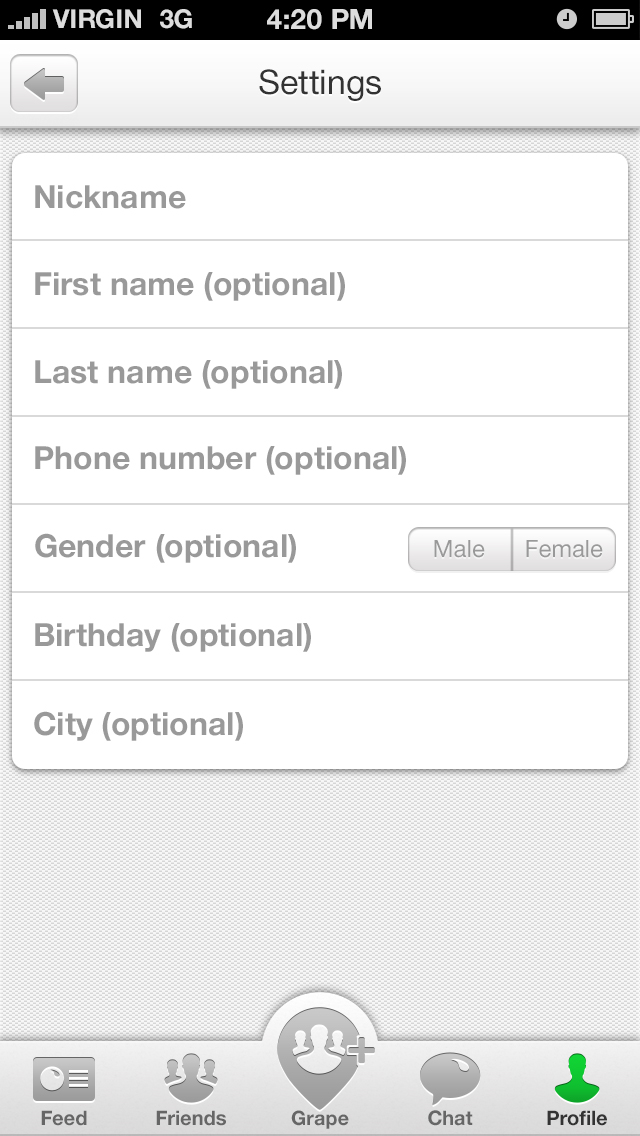 VIRGIN 3G 4:20 PM
Settings
Nickname
First name (optional)
Last name (optional)
Phone number (optional)
Gender (optional) Male Female
Birthday (optional)
City (optional)
Feed Friends Grape Chat Profile